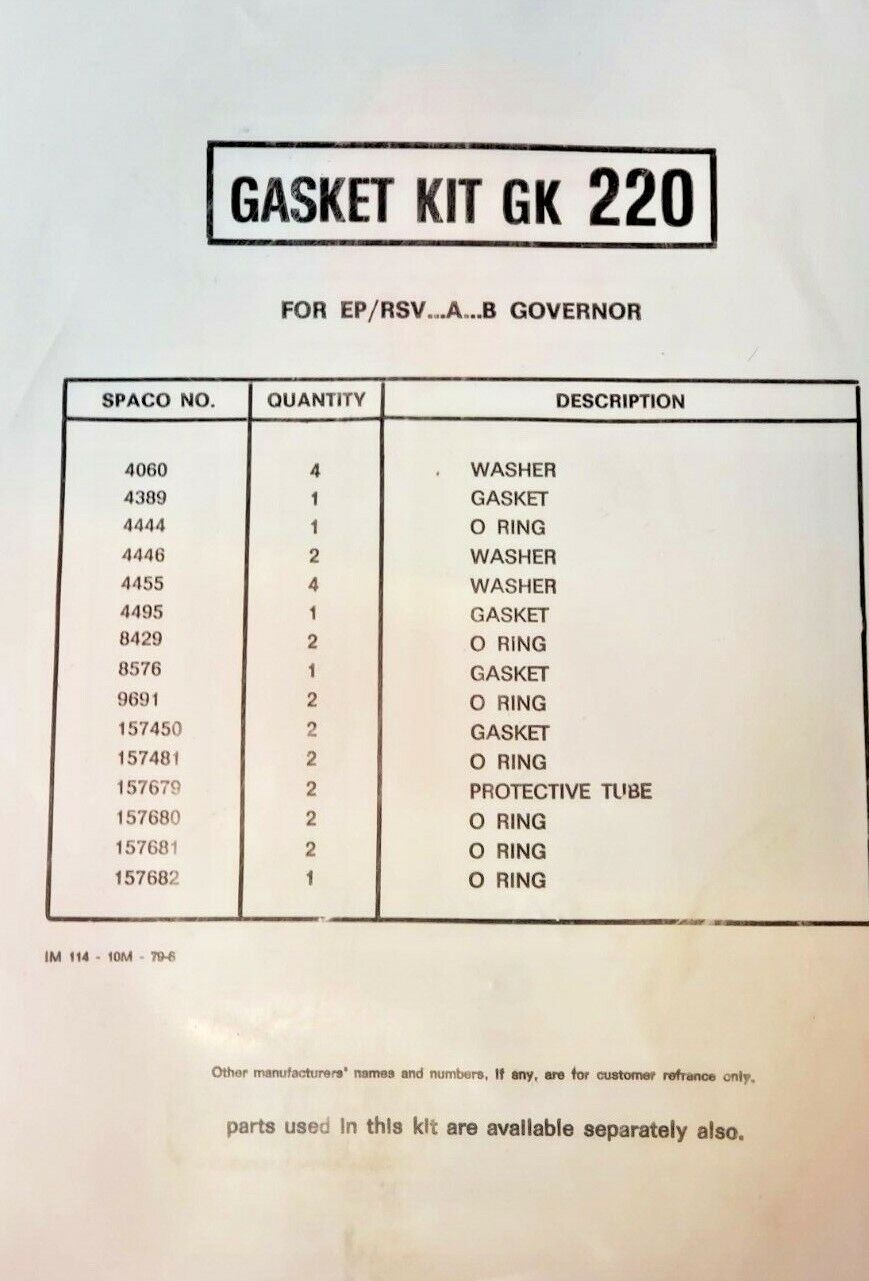 GASKET KIT GK 220
FOR EP/RSV...A...B GOVERNOR
SPACO NO. QUANTITY DESCRIPTION
4060 4 WASHER
4389 1 GASKET
4444 1 O RING
4446 2 WASHER
4455 4 WASHER
4495 1 GASKET
8429 2 O RING
8576 1 GASKET
9691 2 O RING
157450 2 GASKET
157481 2 O RING
157679 2 PROTECTIVE TUBE
157680 2 O RING
157681 2 O RING
157682 1 O RING
IM 114 - 10M - 79-6
Other manufacturers' names and numbers, if any, are for customer refrance only.
parts used in this kit are available separately also.